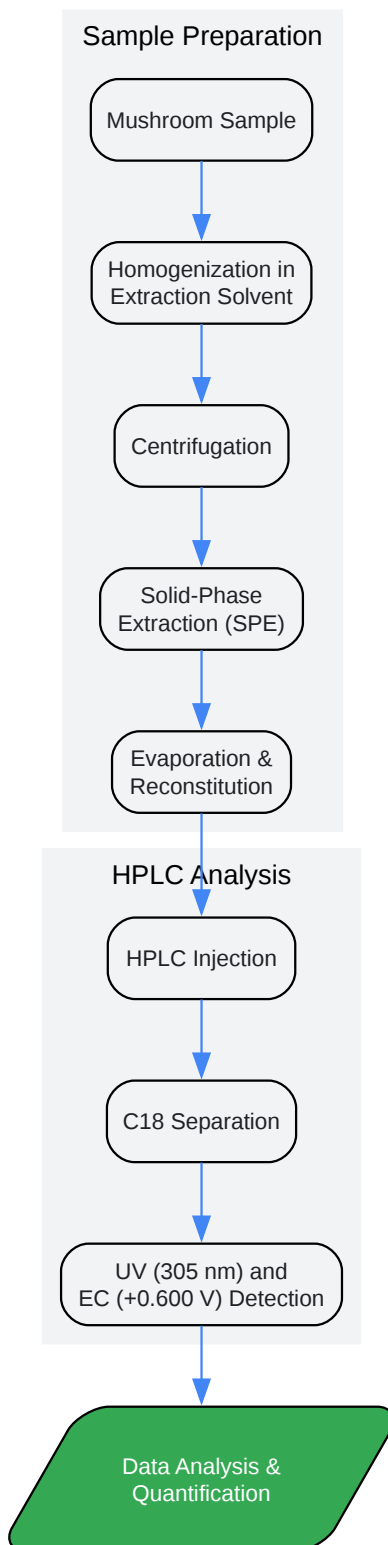 Sample Preparation
Mushroom Sample
Homogenization in
Extraction Solvent
Centrifugation
Solid-Phase
Extraction (SPE)
Evaporation &
Reconstitution
HPLC Analysis
HPLC Injection
C18 Separation
UV (305 nm) and
EC (+0.600 V) Detection
Data Analysis &
Quantification